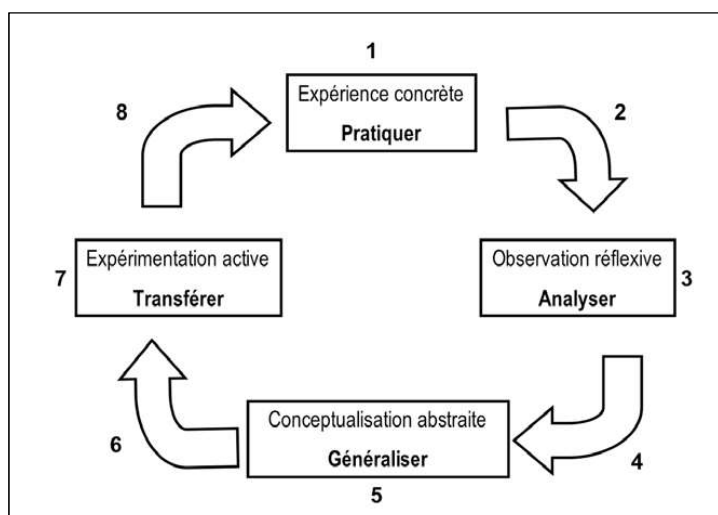 1
Expérience concrète
Pratiquer
2
Observation réflexive
Analyser
3
4
Conceptualisation abstraite
Généraliser
5
6
Expérimentation active
Transférer
7
8